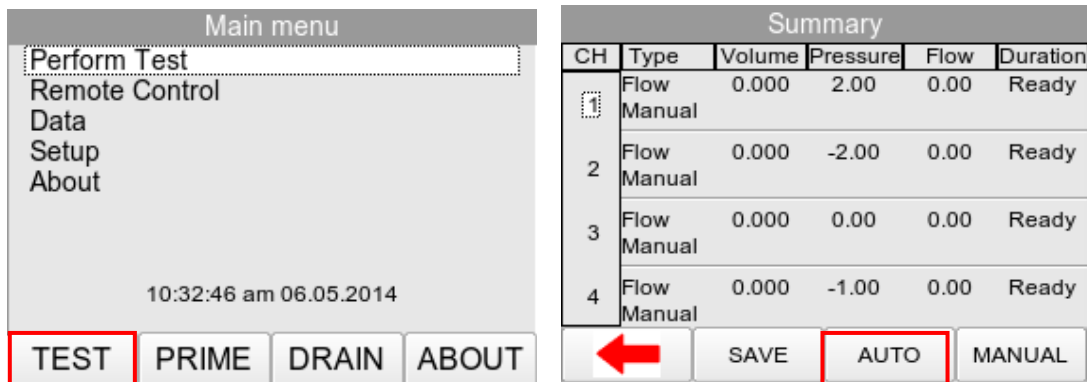 Main menu
Perform Test
Remote Control
Data
Setup
About
10:32:46 am 06.05.2014
TEST PRIME DRAIN ABOUT
Summary
CH Type Volume Pressure Flow Duration
1 Flow Manual 0.000 2.00 0.00 Ready
2 Flow Manual 0.000 -2.00 0.00 Ready
3 Flow Manual 0.000 0.00 0.00 Ready
4 Flow Manual 0.000 -1.00 0.00 Ready
SAVE AUTO MANUAL